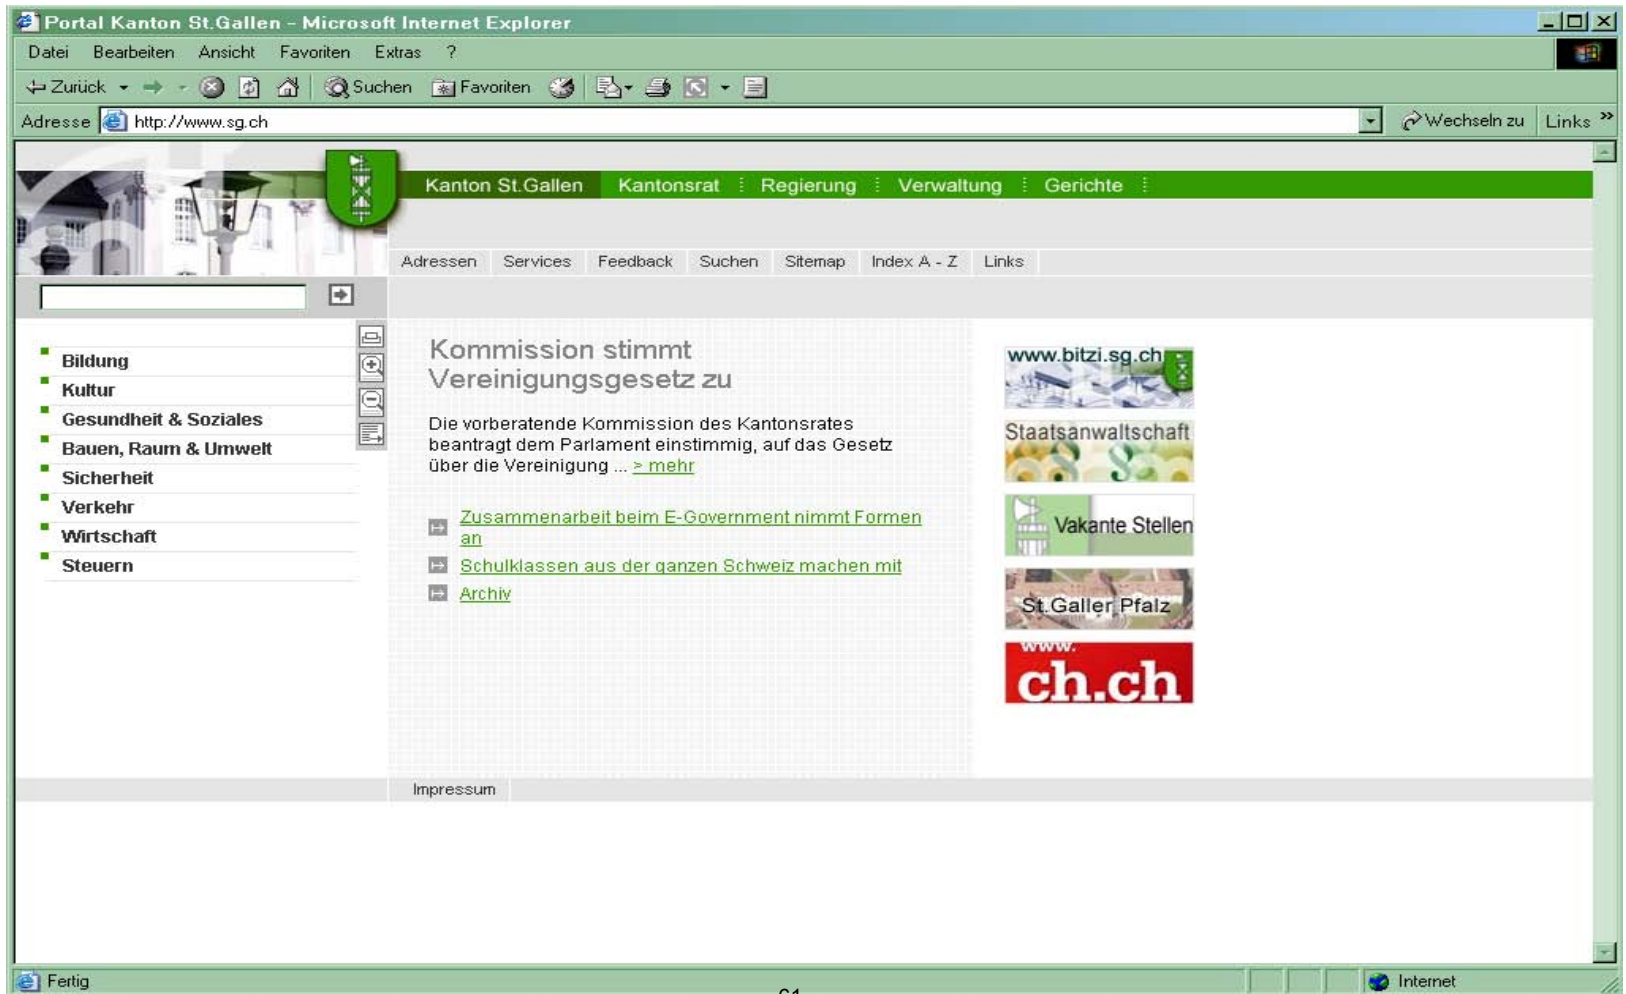 Portal Kanton St.Gallen - Microsoft Internet Explorer
Datei Bearbeiten Ansicht Favoriten Extras ?
Zurück Suchen Favoriten
Adresse http://www.sg.ch Wechseln zu Links »
Kanton St.Gallen Kantonsrat Regierung Verwaltung Gerichte
Adressen Services Feedback Suchen Sitemap Index A - Z Links
Bildung
Kultur
Gesundheit & Soziales
Bauen, Raum & Umwelt
Sicherheit
Verkehr
Wirtschaft
Steuern
Kommission stimmt
Vereinigungsgesetz zu
Die vorberatende Kommission des Kantonsrates
beantragt dem Parlament einstimmig, auf das Gesetz
über die Vereinigung ... > mehr
Zusammenarbeit beim E-Government nimmt Formen
an
Schulklassen aus der ganzen Schweiz machen mit
Archiv
www.bitzi.sg.ch
Staatsanwaltschaft
Vakante Stellen
St.Galler Pfalz
www.
ch.ch
Impressum
Fertig Internet